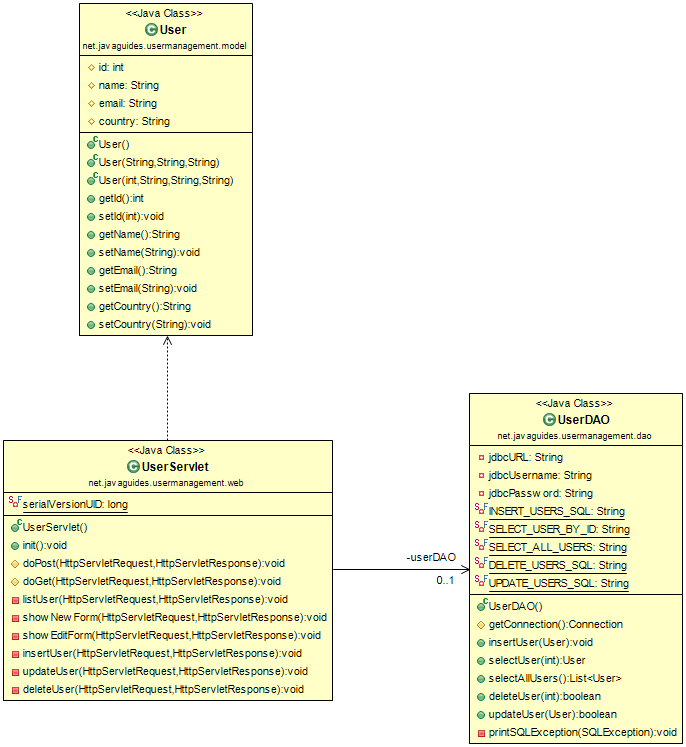 <<Java Class>>
User
net.javaguides.usermanagement.model
id: int
name: String
email: String
country: String
User()
User(String,String,String)
User(int,String,String,String)
getId():int
setId(int):void
getName():String
setName(String):void
getEmail():String
setEmail(String):void
getCountry():String
setCountry(String):void
<<Java Class>>
UserServlet
net.javaguides.usermanagement.web
serialVersionUID: long
UserServlet()
init():void
doPost(HttpServletRequest,HttpServletResponse):void
doGet(HttpServletRequest,HttpServletResponse):void
listUser(HttpServletRequest,HttpServletResponse):void
showNewForm(HttpServletRequest,HttpServletResponse):void
showEditForm(HttpServletRequest,HttpServletResponse):void
insertUser(HttpServletRequest,HttpServletResponse):void
updateUser(HttpServletRequest,HttpServletResponse):void
deleteUser(HttpServletRequest,HttpServletResponse):void
-userDAO
0..1
<<Java Class>>
UserDAO
net.javaguides.usermanagement.dao
jdbcURL: String
jdbcUsername: String
jdbcPassword: String
INSERT_USERS_SQL: String
SELECT_USER_BY_ID: String
SELECT_ALL_USERS: String
DELETE_USERS_SQL: String
UPDATE_USERS_SQL: String
UserDAO()
getConnection():Connection
insertUser(User):void
selectUser(int):User
selectAllUsers():List<User>
deleteUser(int):boolean
updateUser(User):boolean
printSQLException(SQLException):void